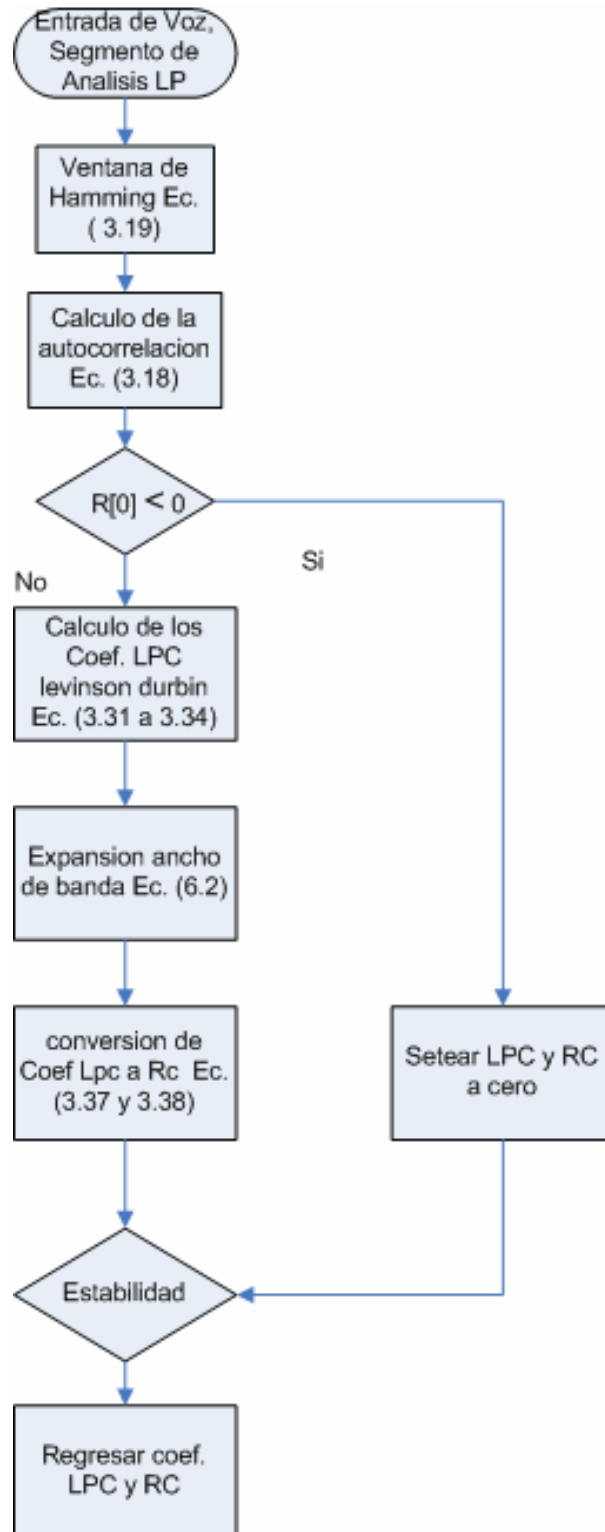 Entrada de Voz,
Segmento de
Analisis LP
Ventana de
Hamming Ec.
( 3.19)
Calculo de la
autocorrelacion
Ec. (3.18)
R[0] < 0
Si
No
Calculo de los
Coef. LPC
levinson durbin
Ec. (3.31 a 3.34)
Expansion ancho
de banda Ec. (6.2)
conversion de
Coef Lpc a Rc Ec.
(3.37 y 3.38)
Setear LPC y RC
a cero
Estabilidad
Regresar coef.
LPC y RC